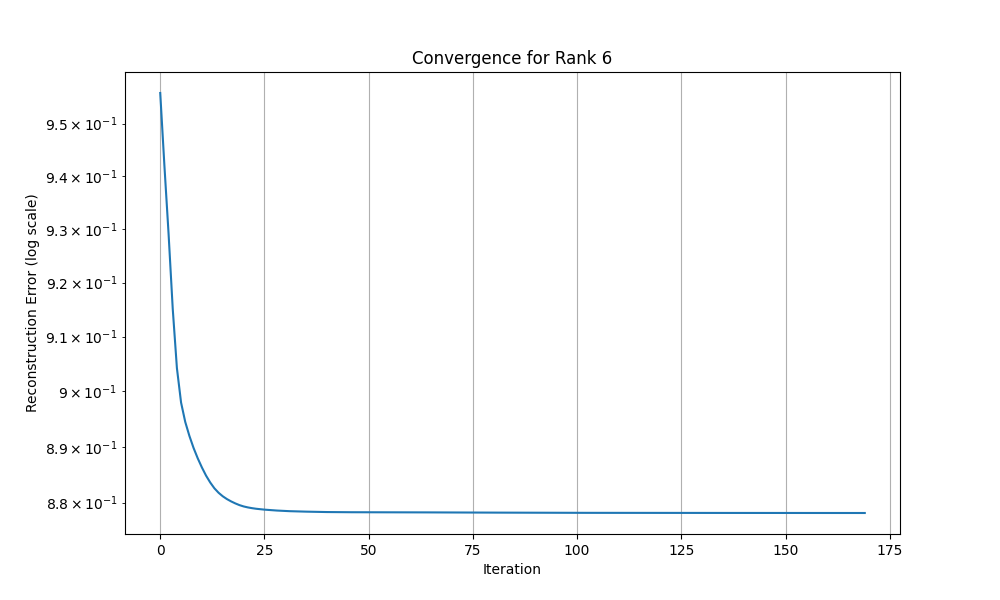 Convergence for Rank 6
Reconstruction Error (log scale)
9.5 × 10⁻¹
9.4 × 10⁻¹
9.3 × 10⁻¹
9.2 × 10⁻¹
9.1 × 10⁻¹
9 × 10⁻¹
8.9 × 10⁻¹
8.8 × 10⁻¹
0 25 50 75 100 125 150 175
Iteration